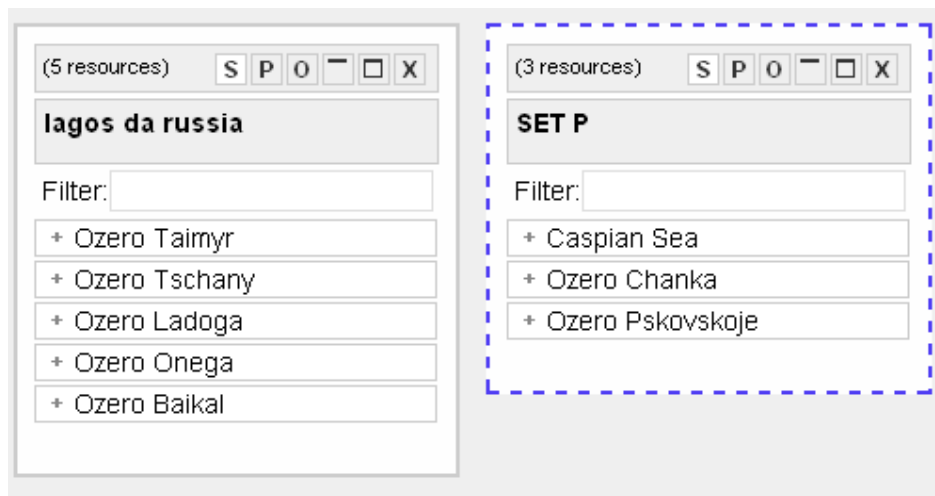 (5 resources) S P O X
lagos da russia
Filter:
+ Ozero Taimyr
+ Ozero Tschany
+ Ozero Ladoga
+ Ozero Onega
+ Ozero Baikal
(3 resources) S P O X
SET P
Filter:
+ Caspian Sea
+ Ozero Chanka
+ Ozero Pskovskoje